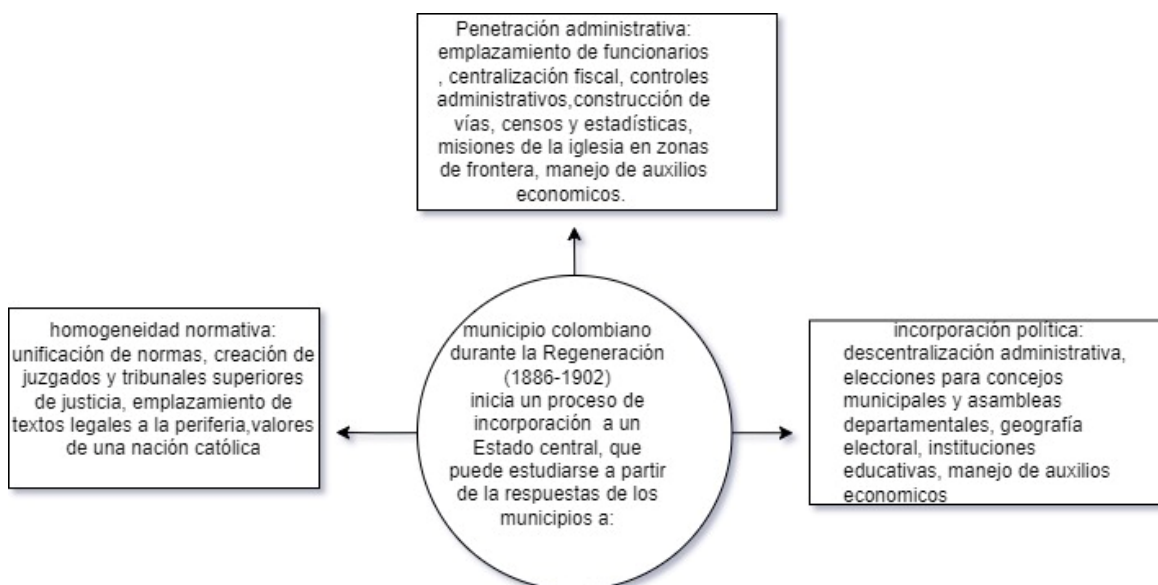 Penetración administrativa:
emplazamiento de funcionarios
, centralización fiscal, controles
administrativos,construcción de
vías, censos y estadísticas,
misiones de la iglesia en zonas
de frontera, manejo de auxilios
economicos.
homogeneidad normativa:
unificación de normas, creación de
juzgados y tribunales superiores
de justicia, emplazamiento de
textos legales a la periferia,valores
de una nación católica
municipio colombiano
durante la Regeneración
(1886-1902)
inicia un proceso de
incorporación a un
Estado central, que
puede estudiarse a partir
de la respuestas de los
municipios a:
incorporación política:
descentralización administrativa,
elecciones para concejos
municipales y asambleas
departamentales, geografía
electoral, instituciones
educativas, manejo de auxilios
economicos